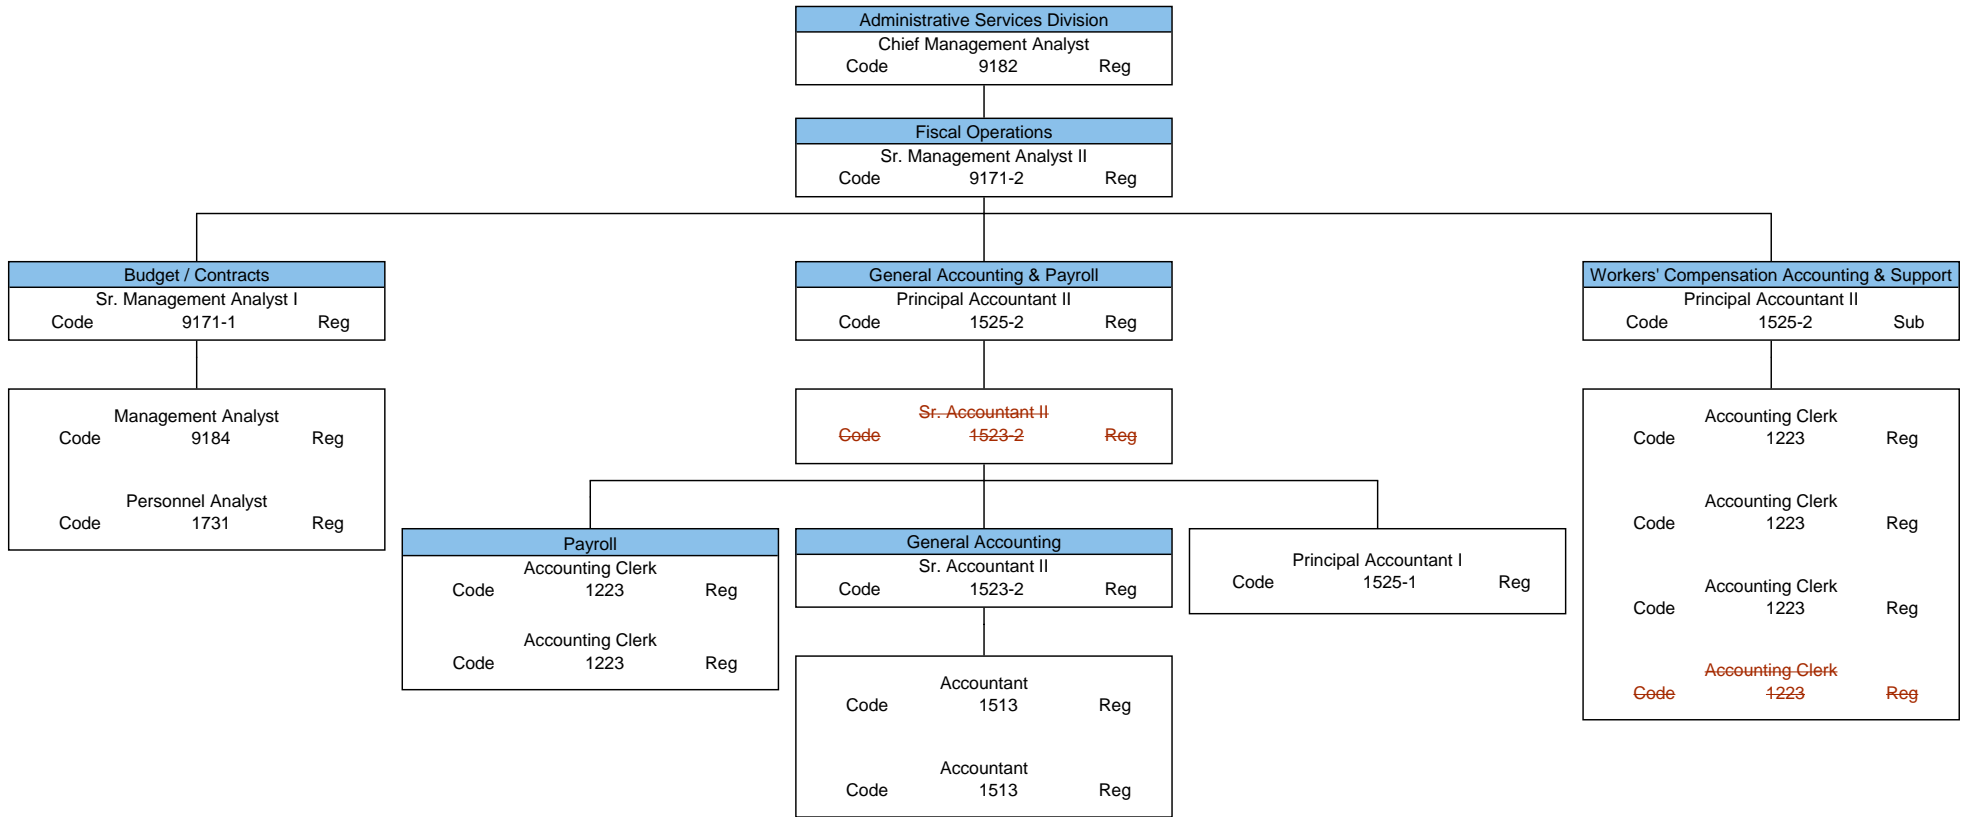 Administrative Services Division
Chief Management Analyst
Code 9182 Reg
Fiscal Operations
Sr. Management Analyst II
Code 9171-2 Reg
Budget / Contracts
Sr. Management Analyst I
Code 9171-1 Reg
Management Analyst
Code 9184 Reg
Personnel Analyst
Code 1731 Reg
General Accounting & Payroll
Principal Accountant II
Code 1525-2 Reg
Sr. Accountant II
Code 1523-2 Reg
Payroll
Accounting Clerk
Code 1223 Reg
Accounting Clerk
Code 1223 Reg
General Accounting
Sr. Accountant II
Code 1523-2 Reg
Accountant
Code 1513 Reg
Accountant
Code 1513 Reg
Principal Accountant I
Code 1525-1 Reg
Workers' Compensation Accounting & Support
Principal Accountant II
Code 1525-2 Sub
Accounting Clerk
Code 1223 Reg
Accounting Clerk
Code 1223 Reg
Accounting Clerk
Code 1223 Reg
Accounting Clerk
Code 1223 Reg